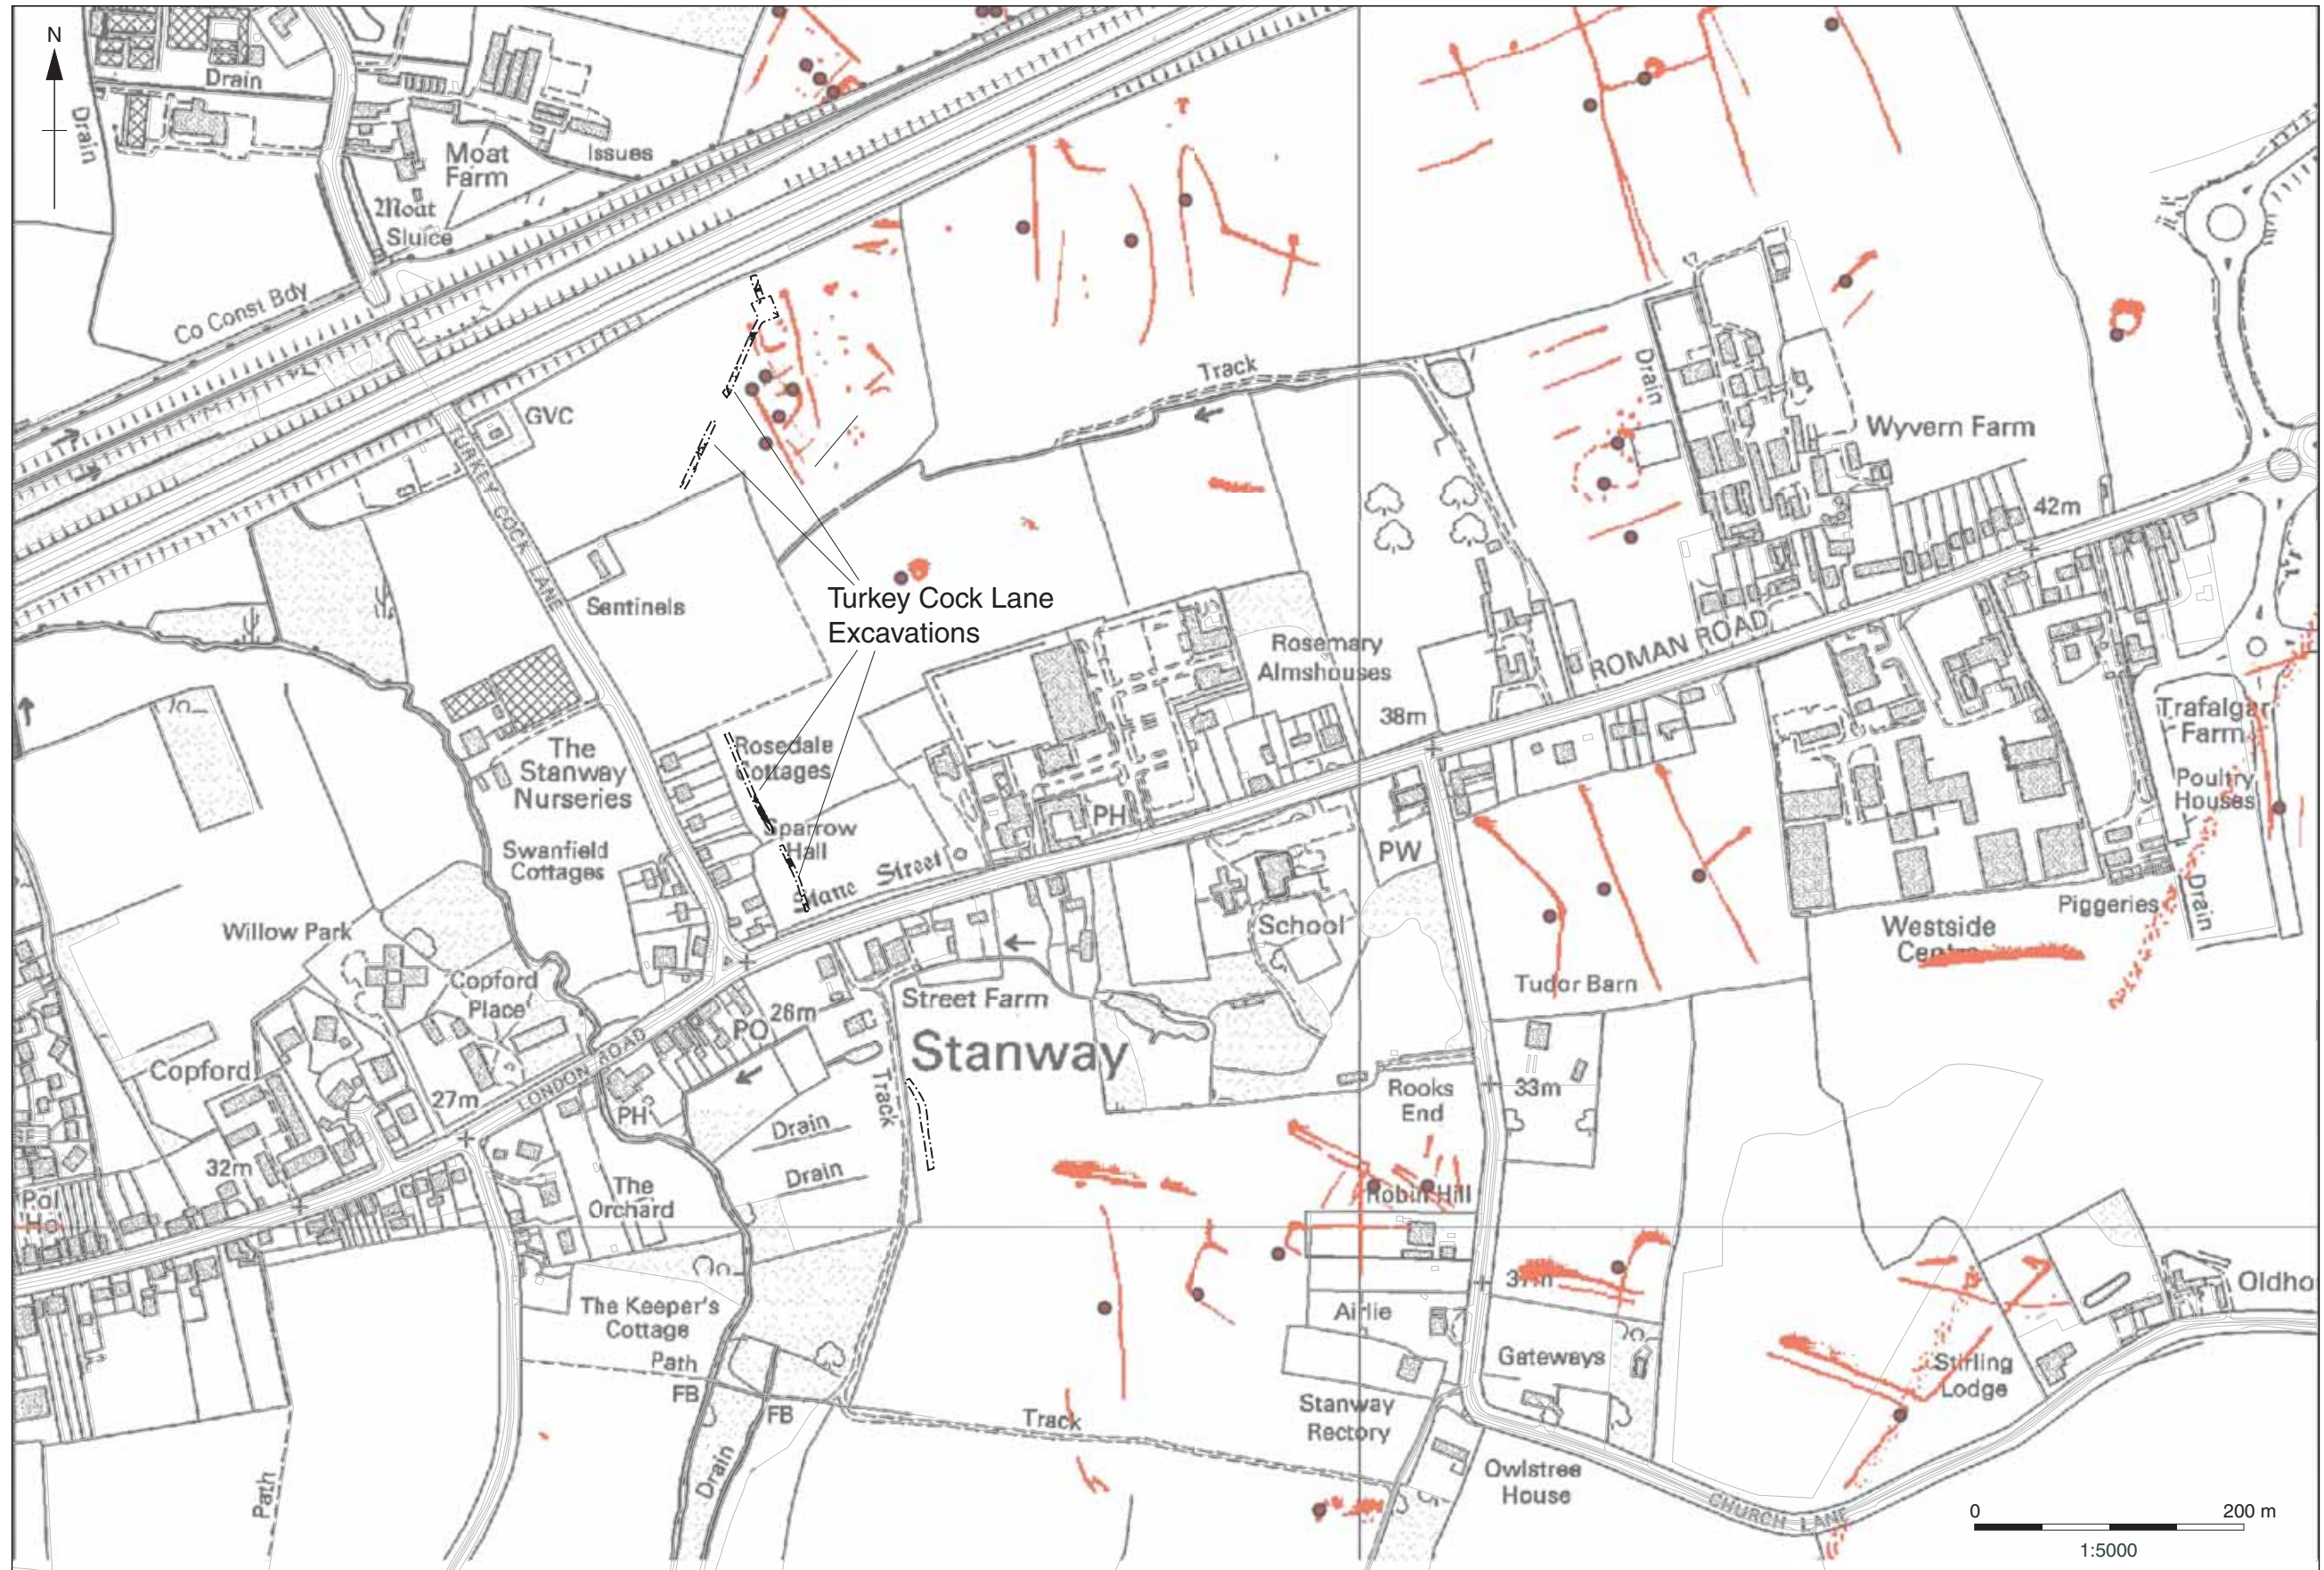 N
Drain
Drain
Moat
Farm
Issues
Moat
Sluice
Co Const Bdy
GVC
TURKEY COCK LANE
Track
Drain
Wyvern Farm
42m
Sentinels
Turkey Cock Lane
Excavations
Rosemary
Almshouses
ROMAN ROAD
38m
Trafalgar
Farm
Poultry
Houses
The
Stanway
Nurseries
Rosedale
Cottages
Sparrow
Hall
Stane Street
PH
PW
Swanfield
Cottages
School
Willow Park
Copford
Place
Westside
Centre
Piggeries
Drain
Tudor Barn
Street Farm
26m
PO
Stanway
Copford
LONDON ROAD
27m
PH
Track
Drain
Drain
Rooks
End
33m
32m
The
Orchard
Robin Hill
Pol
37m
Oldho
The Keeper's
Cottage
Airlie
Path
FB
FB
Gateways
Stirling
Lodge
Track
Stanway
Rectory
Path
Drain
Owlstree
House
CHURCH LANE
0 200 m
1:5000